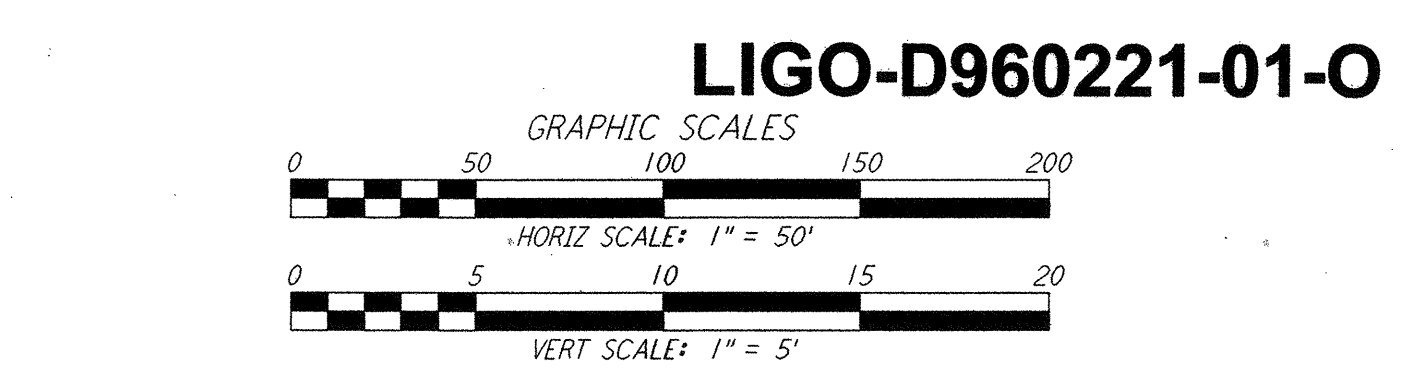 LIGO-D960221-01-O
GRAPHIC SCALES
0 50 100 150 200
HORIZ SCALE: 1" = 50'
0 5 10 15 20
VERT SCALE: 1" = 5'